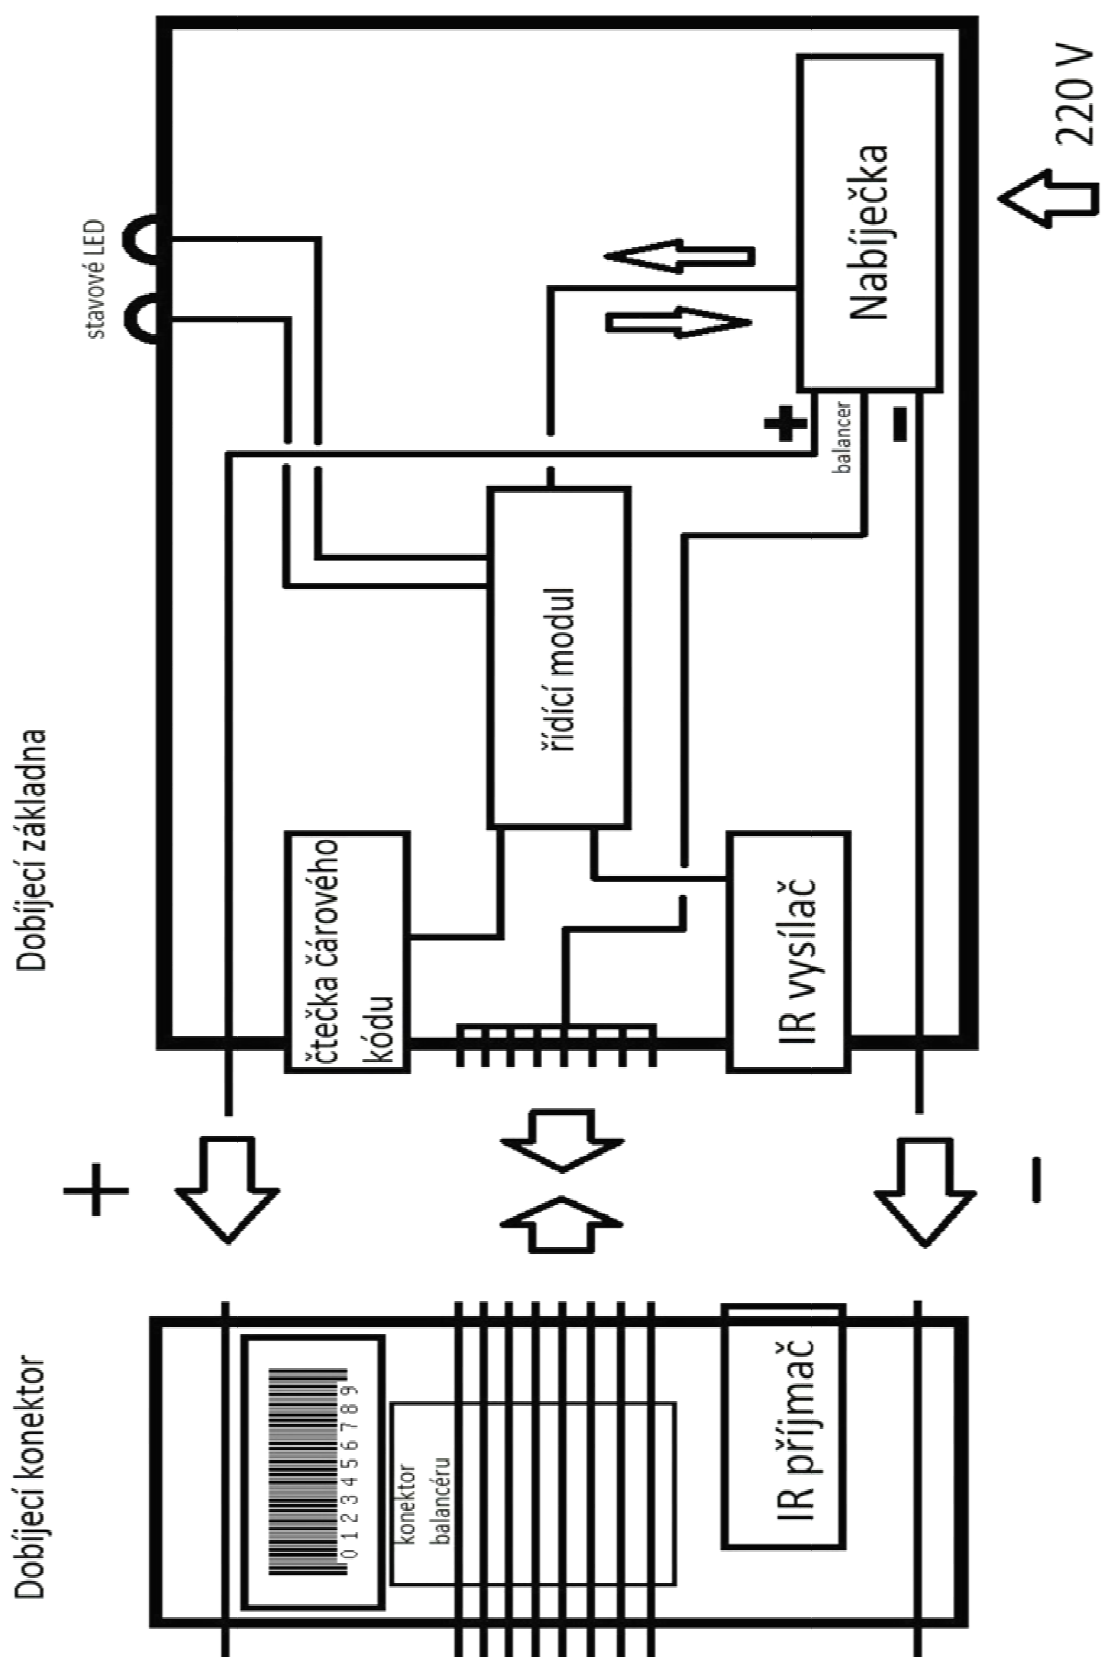 Dobíjecí konektor
Dobíjecí základna
+
stavové LED
0 1 2 3 4 5 6 7 8 9
čtečka čárového
kódu
konektor
balancéru
řídící modul
IR příjmač
IR vysílač
+
balancer
-
Nabíječka
-
220 V